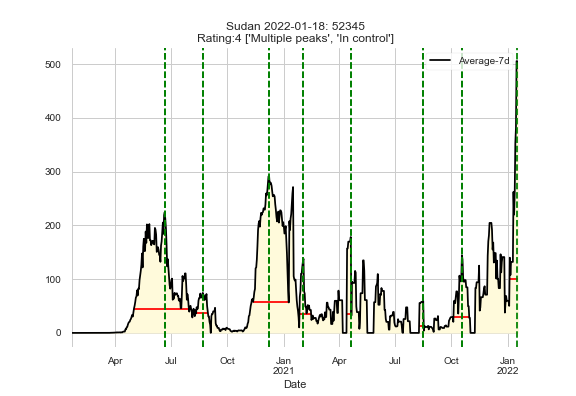 Sudan 2022-01-18: 52345
Rating:4 ['Multiple peaks', 'In control']
Average-7d
500
400
300
200
100
0
Apr Jul Oct Jan Apr Jul Oct Jan
2021 2022
Date